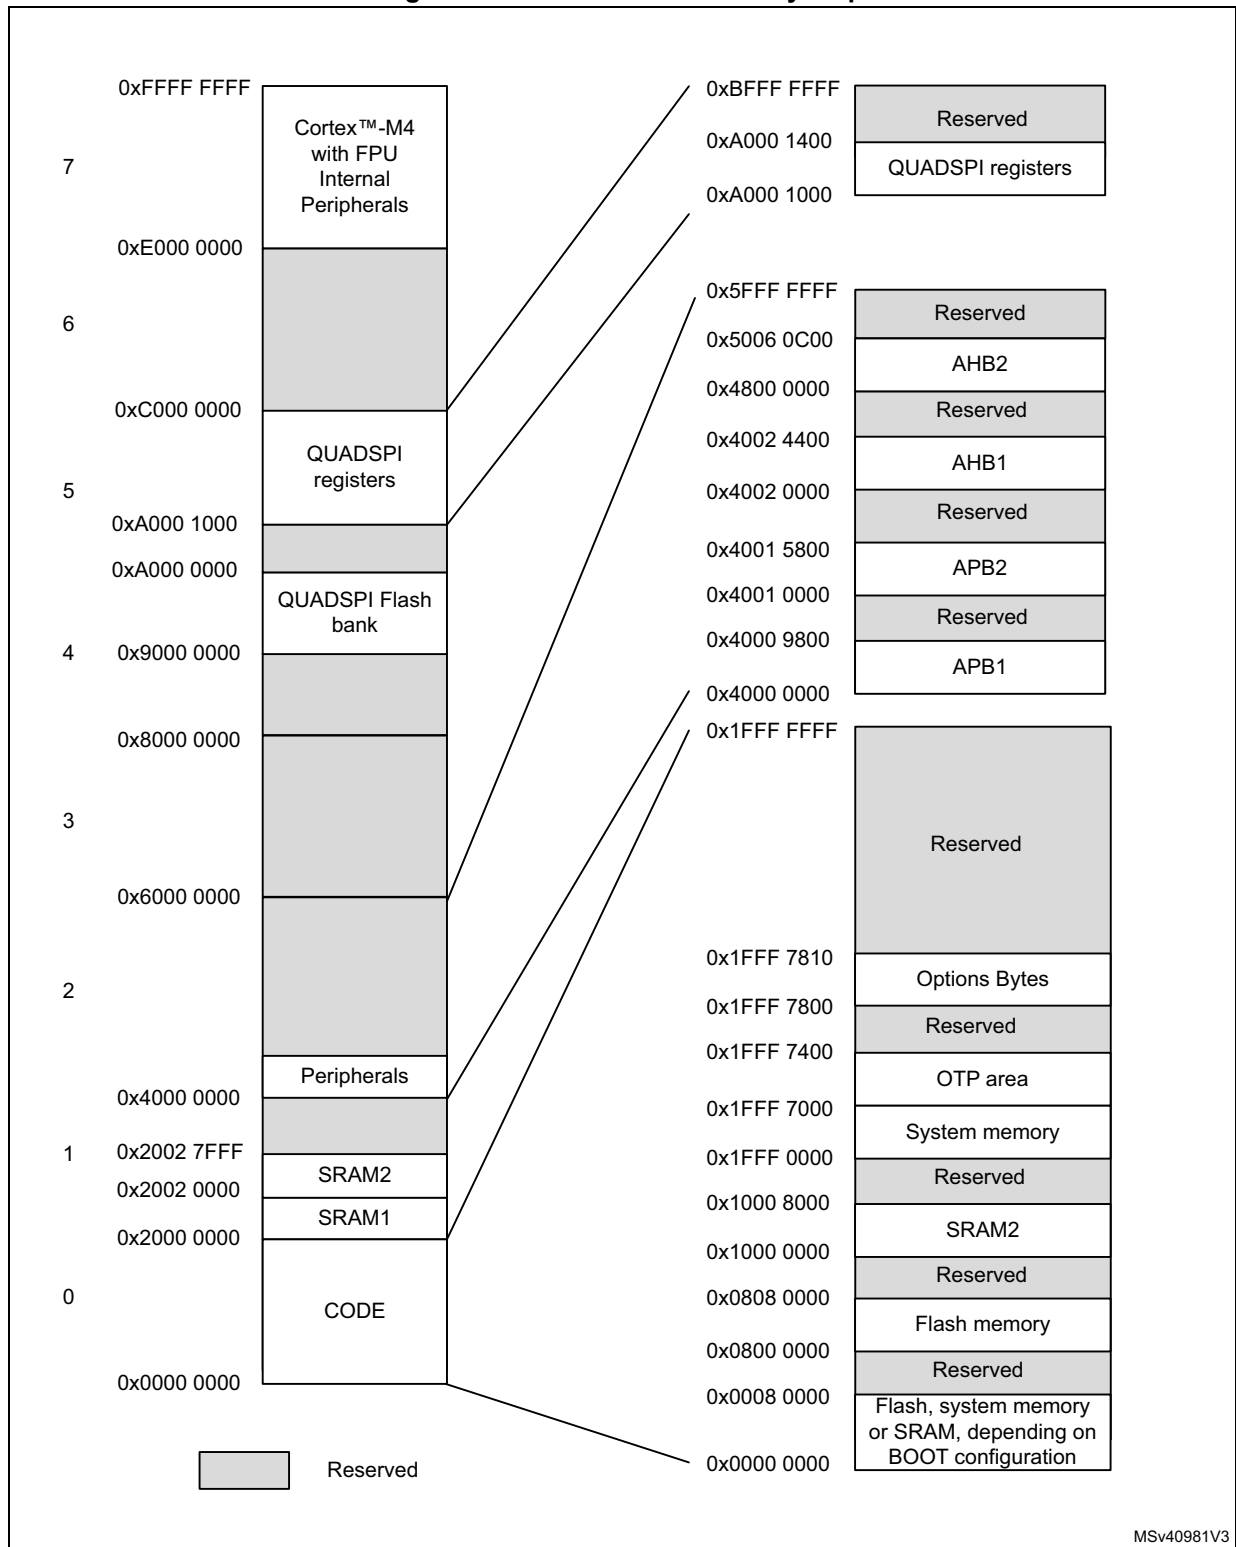 0xFFFF FFFF
Cortex™-M4
with FPU
Internal
Peripherals
7
0xE000 0000
6
0xC000 0000
QUADSPI
registers
5
0xA000 1000
0xA000 0000
QUADSPI Flash
bank
4
0x9000 0000
0x8000 0000
3
0x6000 0000
2
Peripherals
0x4000 0000
1
0x2002 7FFF
SRAM2
0x2002 0000
SRAM1
0x2000 0000
CODE
0
0x0000 0000
Reserved
0xBFFF FFFF
Reserved
0xA000 1400
QUADSPI registers
0xA000 1000
0x5FFF FFFF
Reserved
0x5006 0C00
AHB2
0x4800 0000
Reserved
0x4002 4400
AHB1
0x4002 0000
Reserved
0x4001 5800
APB2
0x4001 0000
Reserved
0x4000 9800
APB1
0x4000 0000
0x1FFF FFFF
Reserved
0x1FFF 7810
Options Bytes
0x1FFF 7800
Reserved
0x1FFF 7400
OTP area
0x1FFF 7000
System memory
0x1FFF 0000
Reserved
0x1000 8000
SRAM2
0x1000 0000
Reserved
0x0808 0000
Flash memory
0x0800 0000
Reserved
0x0008 0000
Flash, system memory
or SRAM, depending on
BOOT configuration
0x0000 0000
MSv40981V3